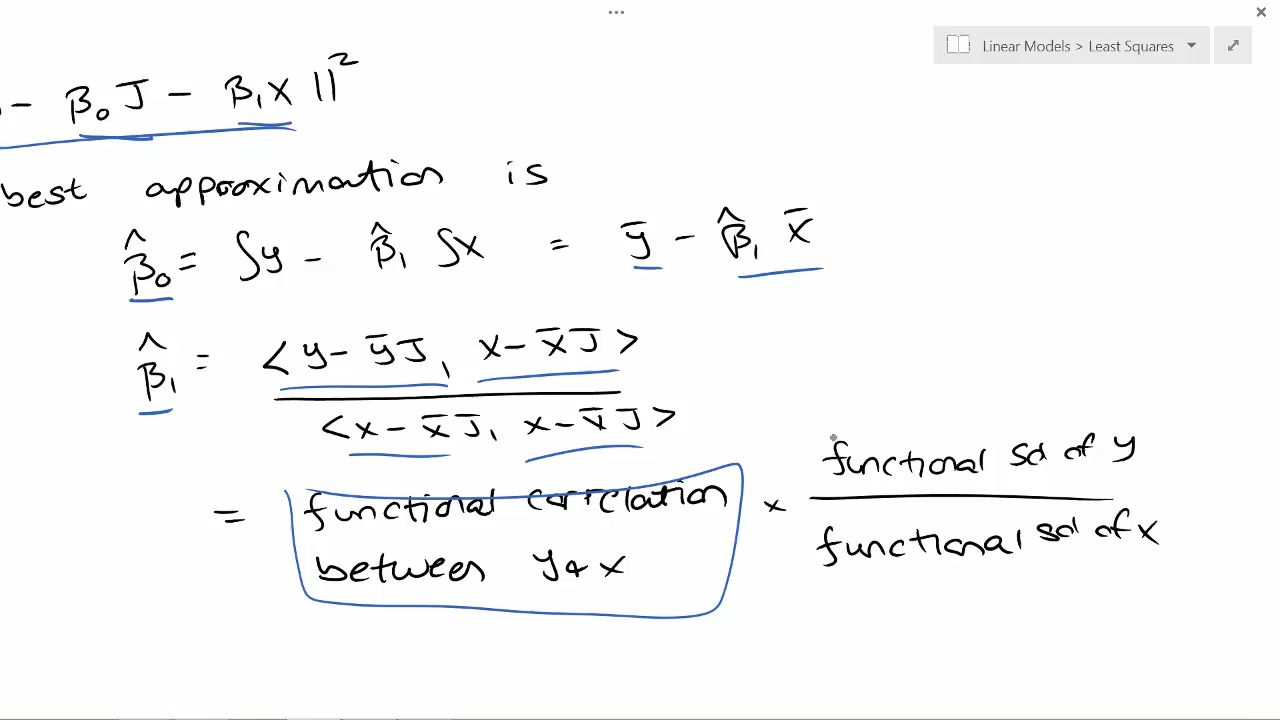 Linear Models > Least Squares
- β₀J - β₁x ||²
best approximation is
β̂₀ = ∫y - β̂₁ ∫x = ȳ - β̂₁ x̄
β̂₁ = <y - ȳJ, x - x̄J>
<x - x̄J, x - x̄J>
= functional correlation between y & x × functional sd of y
functional sd of x